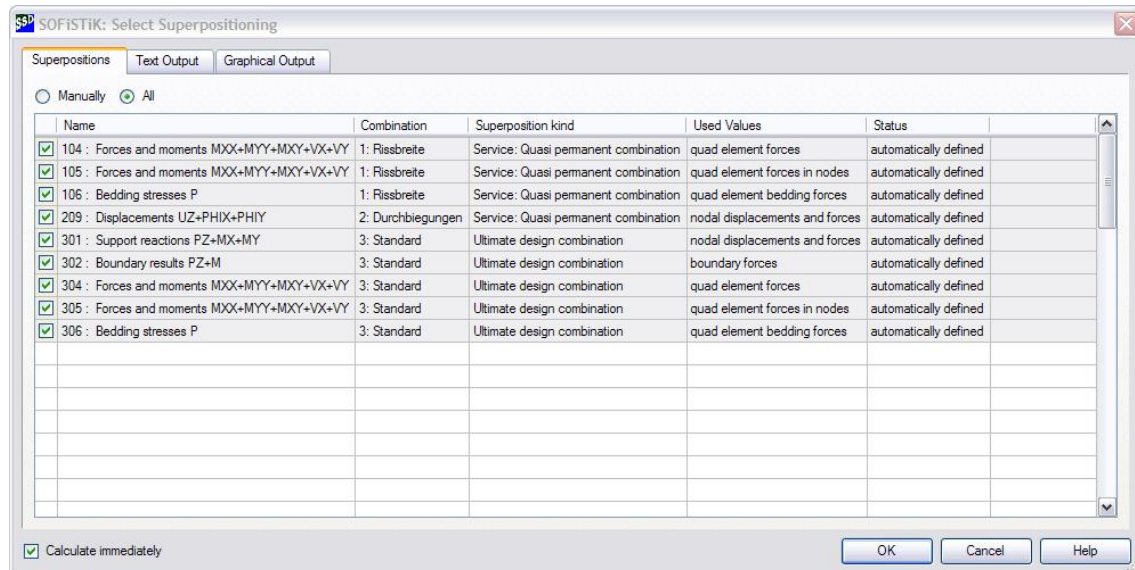 SSD SOFiSTiK: Select Superpositioning
Superpositions Text Output Graphical Output
Manually All
Name Combination Superposition kind Used Values Status
104 : Forces and moments MXX+MYY+MXY+VX+VY 1: Rissbreite Service: Quasi permanent combination quad element forces automatically defined
105 : Forces and moments MXX+MYY+MXY+VX+VY 1: Rissbreite Service: Quasi permanent combination quad element forces in nodes automatically defined
106 : Bedding stresses P 1: Rissbreite Service: Quasi permanent combination quad element bedding forces automatically defined
209 : Displacements UZ+PHIX+PHIY 2: Durchbiegungen Service: Quasi permanent combination nodal displacements and forces automatically defined
301 : Support reactions PZ+MX+MY 3: Standard Ultimate design combination nodal displacements and forces automatically defined
302 : Boundary results PZ+M 3: Standard Ultimate design combination boundary forces automatically defined
304 : Forces and moments MXX+MYY+MXY+VX+VY 3: Standard Ultimate design combination quad element forces automatically defined
305 : Forces and moments MXX+MYY+MXY+VX+VY 3: Standard Ultimate design combination quad element forces in nodes automatically defined
306 : Bedding stresses P 3: Standard Ultimate design combination quad element bedding forces automatically defined
Calculate immediately OK Cancel Help